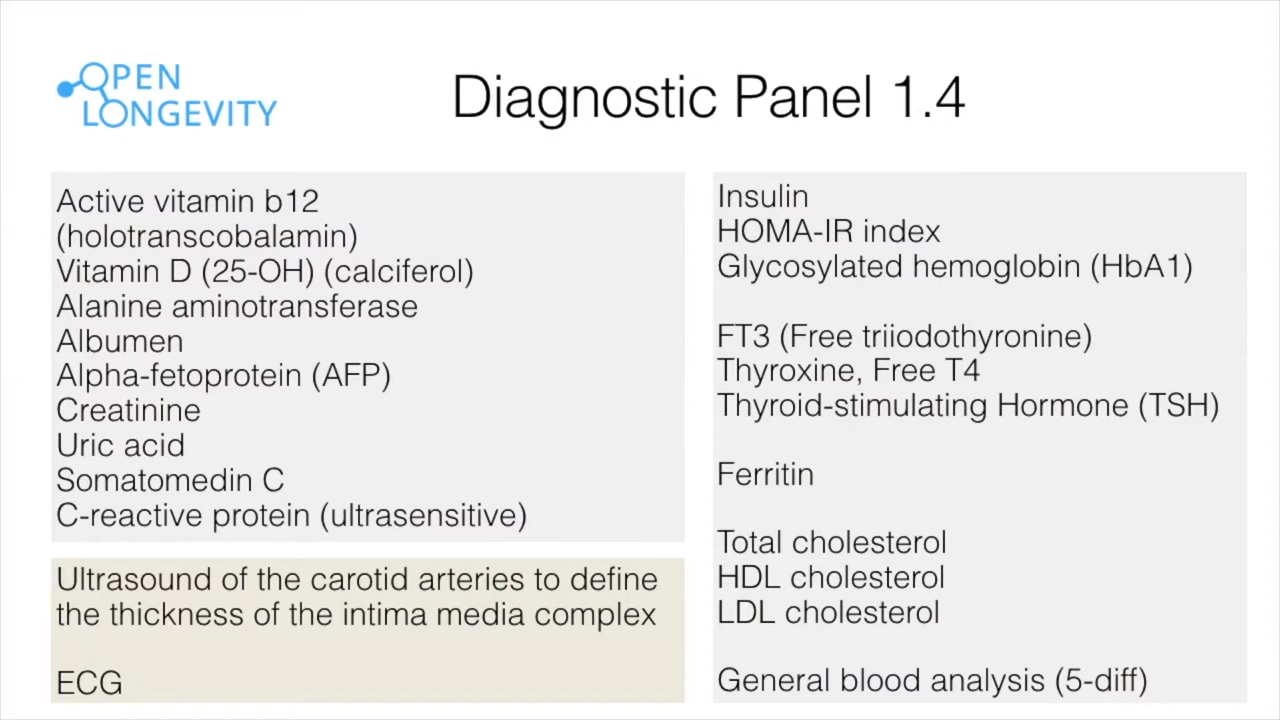 OPEN
LONGEVITY
Diagnostic Panel 1.4
Active vitamin b12
(holotranscobalamin)
Vitamin D (25-OH) (calciferol)
Alanine aminotransferase
Albumen
Alpha-fetoprotein (AFP)
Creatinine
Uric acid
Somatomedin C
C-reactive protein (ultrasensitive)
Ultrasound of the carotid arteries to define
the thickness of the intima media complex
ECG
Insulin
HOMA-IR index
Glycosylated hemoglobin (HbA1)
FT3 (Free triiodothyronine)
Thyroxine, Free T4
Thyroid-stimulating Hormone (TSH)
Ferritin
Total cholesterol
HDL cholesterol
LDL cholesterol
General blood analysis (5-diff)